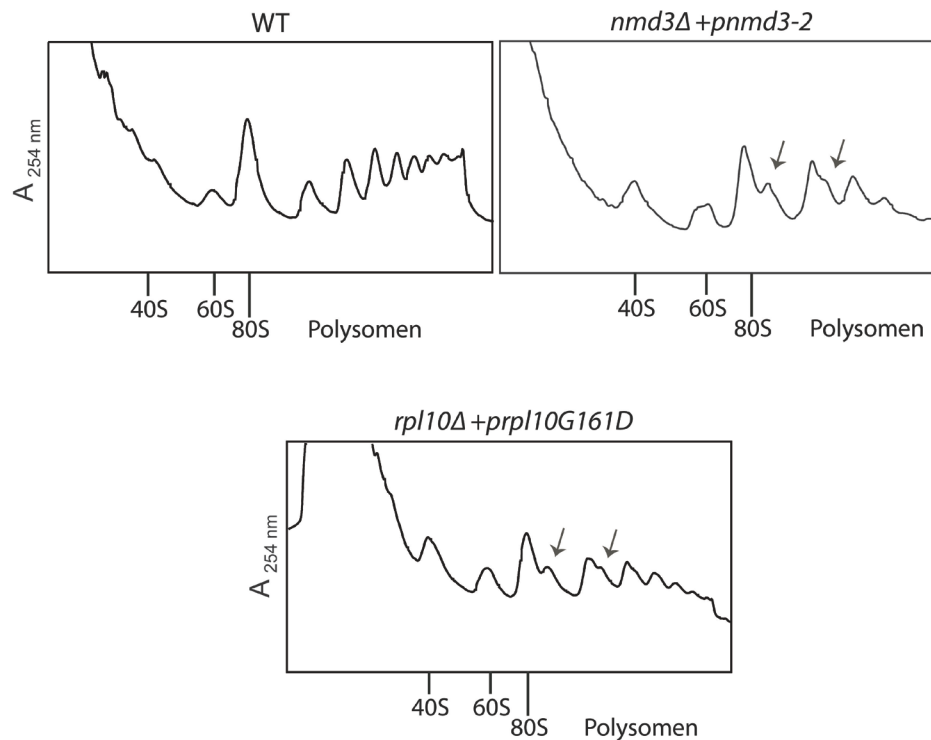 WT
nmd3Δ +pnmd3-2
A 254 nm
40S
60S
80S
Polysomen
40S
60S
80S
Polysomen
rpl10Δ +prpl10G161D
A 254 nm
40S
60S
80S
Polysomen